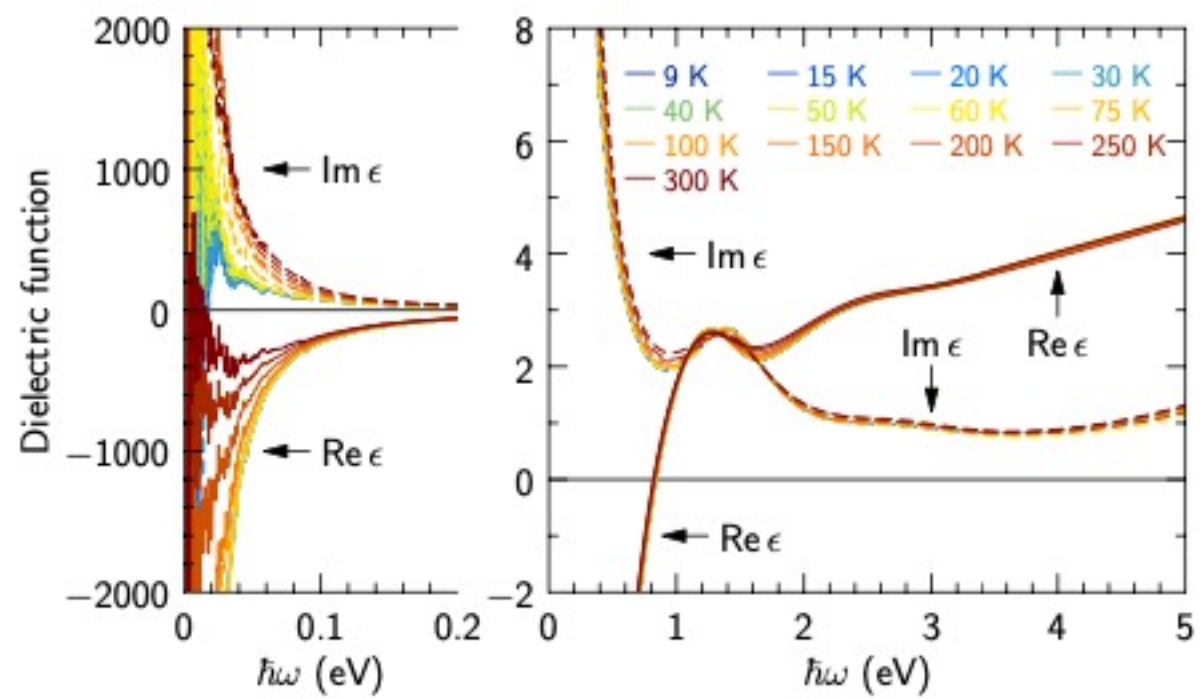 Dielectric function
2000
1000
0
−1000
−2000
0
0.1
0.2
ħω (eV)
Im ϵ
Re ϵ
8
6
4
2
0
−2
0
1
2
3
4
5
ħω (eV)
9 K 15 K 20 K 30 K
40 K 50 K 60 K 75 K
100 K 150 K 200 K 250 K
300 K
Im ϵ
Im ϵ
Re ϵ
Re ϵ